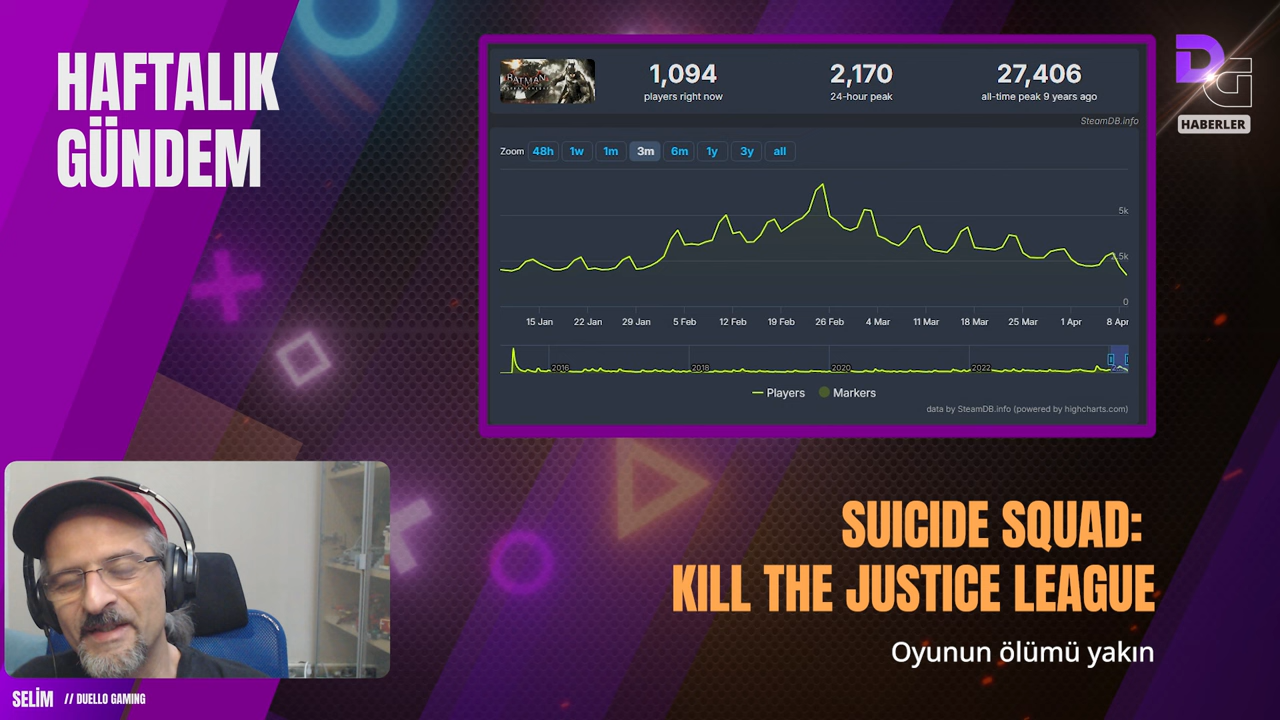 HAFTALIK
GÜNDEM
BATMAN
1,094
players right now
2,170
24-hour peak
27,406
all-time peak 9 years ago
SteamDB.info
Zoom 48h 1w 1m 3m 6m 1y 3y all
5k
2.5k
0
15 Jan 22 Jan 29 Jan 5 Feb 12 Feb 19 Feb 26 Feb 4 Mar 11 Mar 18 Mar 25 Mar 1 Apr 8 Apr
2016 2018 2020 2022
Players Markers
data by SteamDB.info (powered by highcharts.com)
DG
HABERLER
SUICIDE SQUAD:
KILL THE JUSTICE LEAGUE
Oyunun ölümü yakın
SELİM // DUELLO GAMING